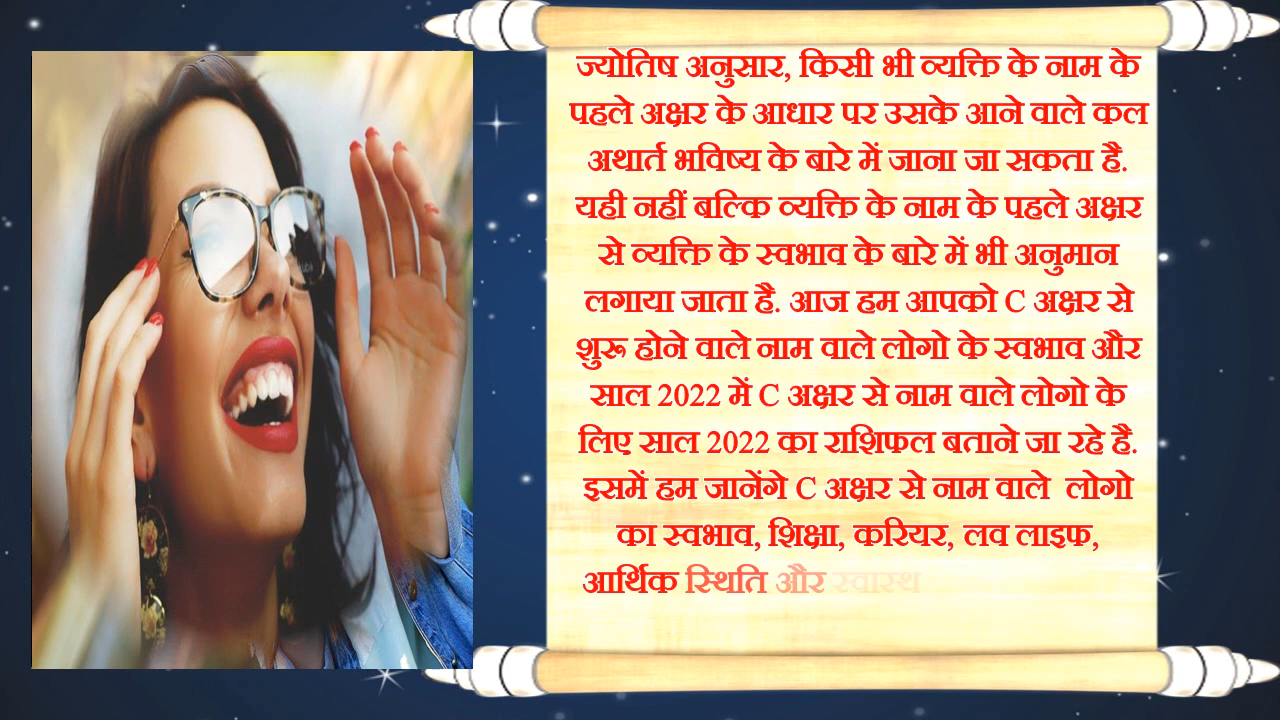 ज्योतिष अनुसार, किसी भी व्यक्ति के नाम के
पहले अक्षर के आधार पर उसके आने वाले कल
अथार्त भविष्य के बारे में जाना जा सकता है.
यही नहीं बल्कि व्यक्ति के नाम के पहले अक्षर
से व्यक्ति के स्वभाव के बारे में भी अनुमान
लगाया जाता है. आज हम आपको C अक्षर से
शुरू होने वाले नाम वाले लोगो के स्वभाव और
साल 2022 में C अक्षर से नाम वाले लोगो के
लिए साल 2022 का राशिफल बताने जा रहे है.
इसमें हम जानेंगे C अक्षर से नाम वाले लोगो
का स्वभाव, शिक्षा, करियर, लव लाइफ,
आर्थिक स्थिति और स्वास्थ